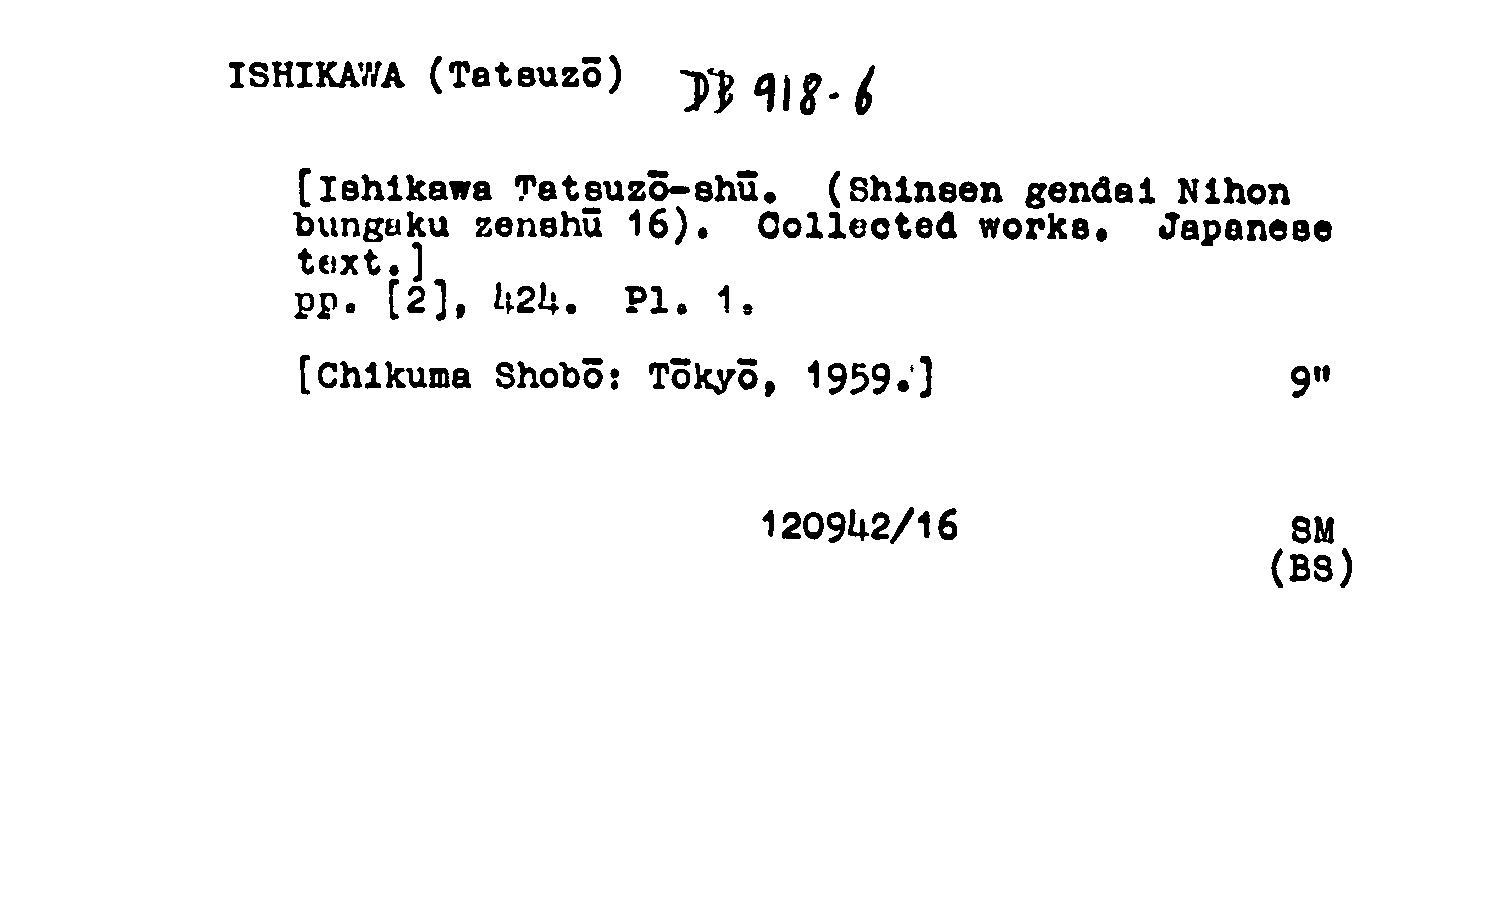 ISHIKAWA (Tatsuzō) DB 918-6
[Ishikawa Tatsuzō-shū. (Shinsen gendai Nihon
bungaku zenshū 16). Collected works. Japanese
text.]
pp. [2], 424. Pl. 1.
[Chikuma Shobō: Tōkyō, 1959.] 9"
120942/16 SM
(BS)